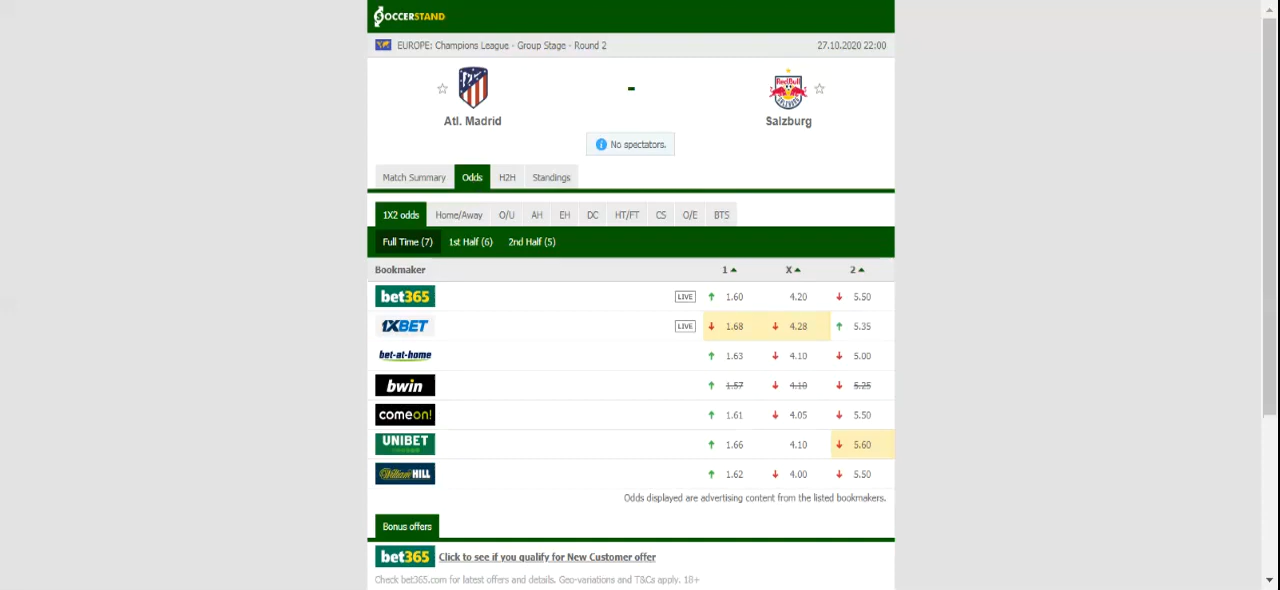 SOCCERSTAND
EUROPE: Champions League - Group Stage - Round 2 27.10.2020 22:00
RedBull
Atl. Madrid Salzburg
No spectators.
Match Summary Odds H2H Standings
1X2 odds Home/Away O/U AH EH DC HT/FT CS O/E BTS
Full Time (7) 1st Half (6) 2nd Half (5)
Bookmaker 1 X 2
bet365 LIVE 1.60 4.20 5.50
1XBET LIVE 1.68 4.28 5.35
bet-at-home 1.63 4.10 5.00
bwin 1.57 4.10 5.25
comeon! 1.61 4.05 5.50
UNIBET 1.66 4.10 5.60
William HILL 1.62 4.00 5.50
Odds displayed are advertising content from the listed bookmakers.
Bonus offers
bet365 Click to see if you qualify for New Customer offer
Check bet365.com for latest offers and details. Geo-variations and T&Cs apply. 18+